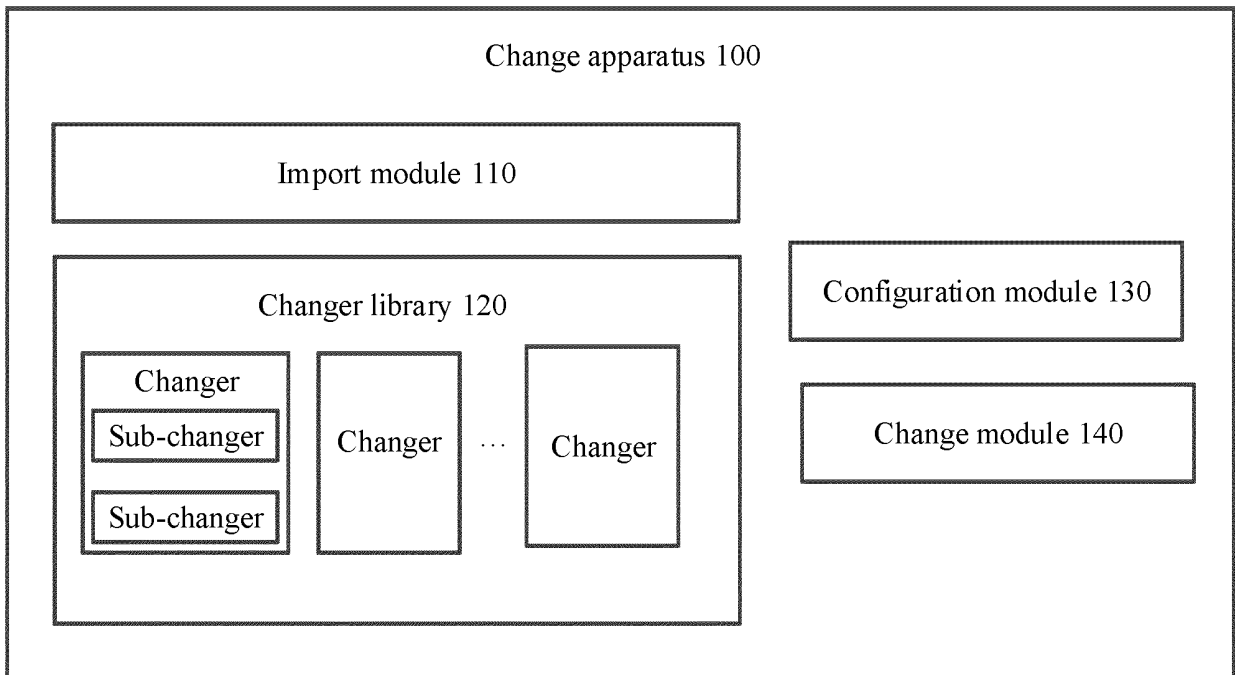 Change apparatus 100
Import module 110
Changer library 120
Changer
Sub-changer
Sub-changer
Changer
...
Changer
Configuration module 130
Change module 140